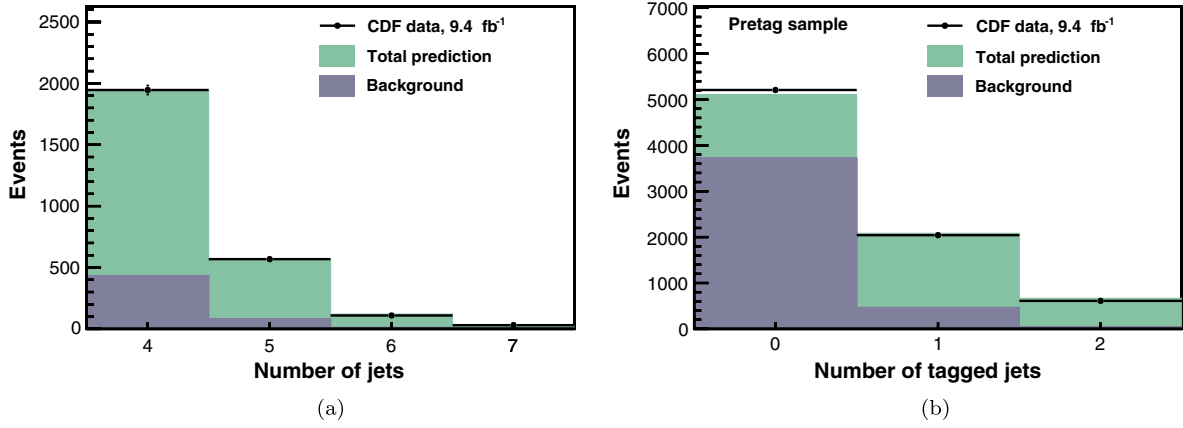 2500
2000
1500
1000
500
0
Events
CDF data, 9.4 fb⁻¹
Total prediction
Background
4 5 6 7
Number of jets
(a)
7000
6000
5000
4000
3000
2000
1000
0
Events
Pretag sample
CDF data, 9.4 fb⁻¹
Total prediction
Background
0 1 2
Number of tagged jets
(b)